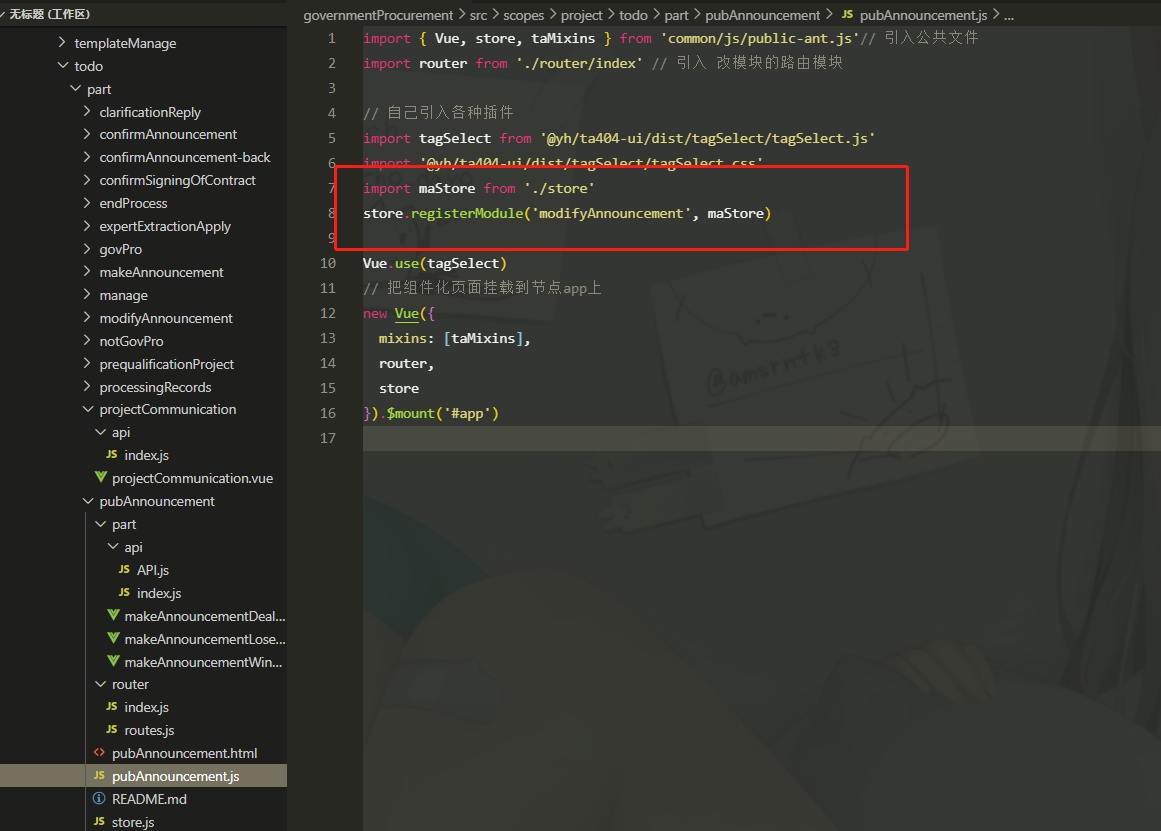 无标题 (工作区)
templateManage
todo
part
clarificationReply
confirmAnnouncement
confirmAnnouncement-back
confirmSigningOfContract
endProcess
expertExtractionApply
govPro
makeAnnouncement
manage
modifyAnnouncement
notGovPro
prequalificationProject
processingRecords
projectCommunication
api
JS index.js
projectCommunication.vue
pubAnnouncement
part
api
JS API.js
JS index.js
makeAnnouncementDeal...
makeAnnouncementLose...
makeAnnouncementWin...
router
JS index.js
JS routes.js
<> pubAnnouncement.html
JS pubAnnouncement.js
README.md
JS store.js
governmentProcurement > src > scopes > project > todo > part > pubAnnouncement > JS pubAnnouncement.js > ...
1 import { Vue, store, taMixins } from 'common/js/public-ant.js'// 引入公共文件
2 import router from './router/index' // 引入 改模块的路由模块
3
4 // 自己引入各种插件
5 import tagSelect from '@yh/ta404-ui/dist/tagSelect/tagSelect.js'
6 import '@yh/ta404-ui/dist/tagSelect/tagSelect.css'
7 import maStore from './store'
8 store.registerModule('modifyAnnouncement', maStore)
9
10 Vue.use(tagSelect)
11 // 把组件化页面挂载到节点app上
12 new Vue({
13 mixins: [taMixins],
14 router,
15 store
16 }).$mount('#app')
17
@amsrntk3